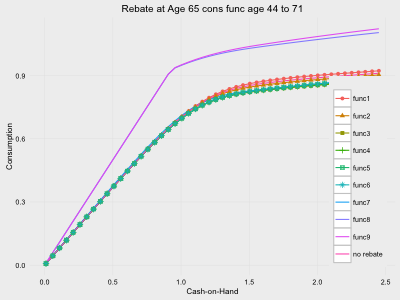 Rebate at Age 65 cons func age 44 to 71
Consumption
0.9
0.6
0.3
0.0
0.0
0.5
1.0
1.5
2.0
2.5
Cash-on-Hand
func1
func2
func3
func4
func5
func6
func7
func8
func9
no rebate